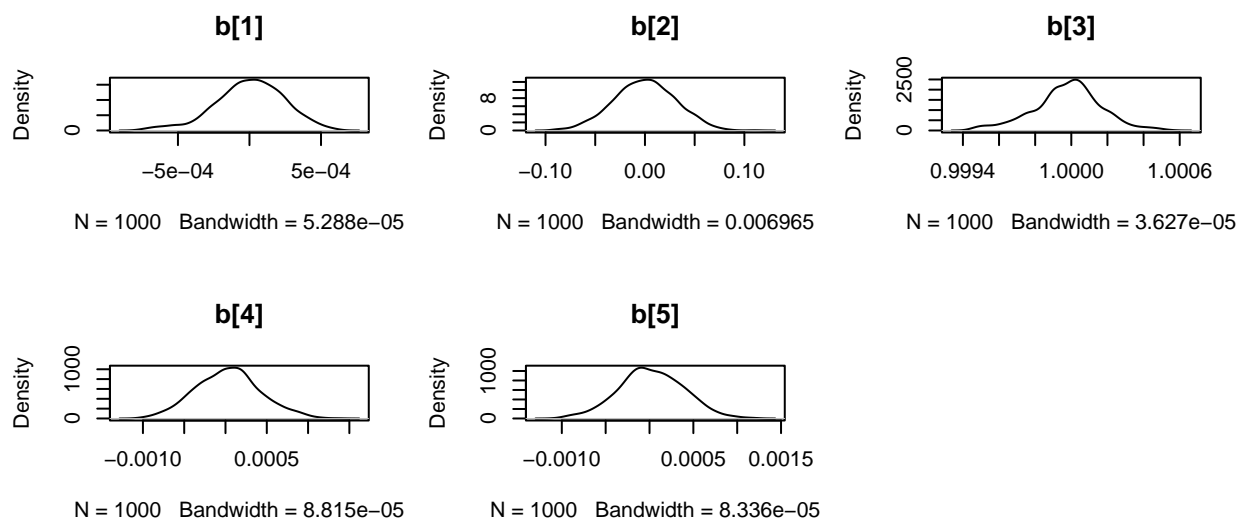 b[1]
Density
0
−5e−04 5e−04
N = 1000 Bandwidth = 5.288e−05
b[2]
Density
0 8
−0.10 0.00 0.10
N = 1000 Bandwidth = 0.006965
b[3]
Density
0 2500
0.9994 1.0000 1.0006
N = 1000 Bandwidth = 3.627e−05
b[4]
Density
0 1000
−0.0010 0.0005
N = 1000 Bandwidth = 8.815e−05
b[5]
Density
0 1000
−0.0010 0.0005 0.0015
N = 1000 Bandwidth = 8.336e−05